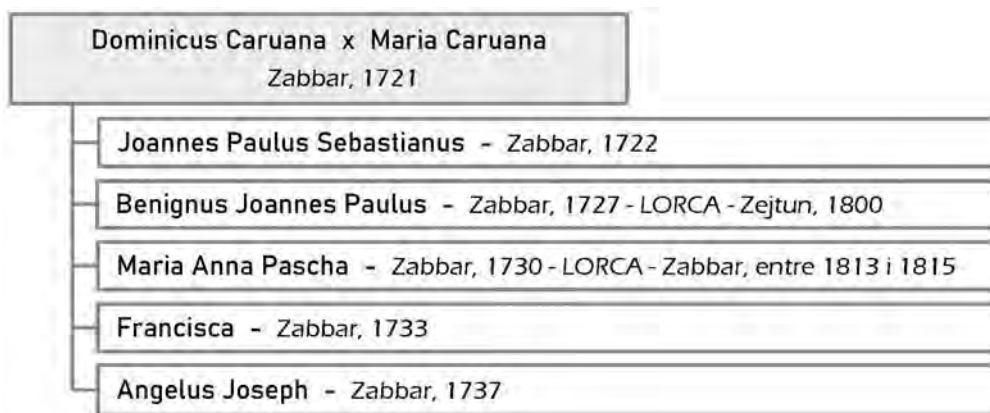 Dominicus Caruana x Maria Caruana
Zabbar, 1721
Joannes Paulus Sebastianus - Zabbar, 1722
Benignus Joannes Paulus - Zabbar, 1727 - LORCA - Zejtun, 1800
Maria Anna Pascha - Zabbar, 1730 - LORCA - Zabbar, entre 1813 i 1815
Francisca - Zabbar, 1733
Angelus Joseph - Zabbar, 1737